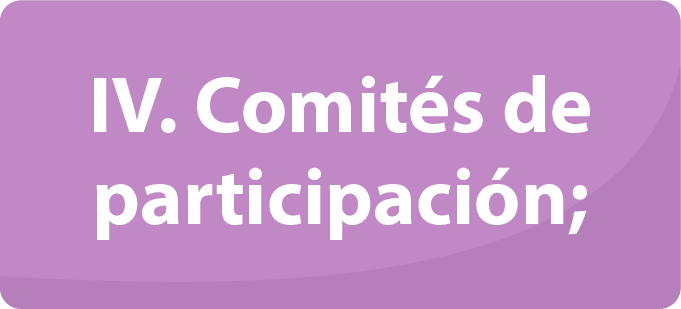 IV. Comités de
participación;